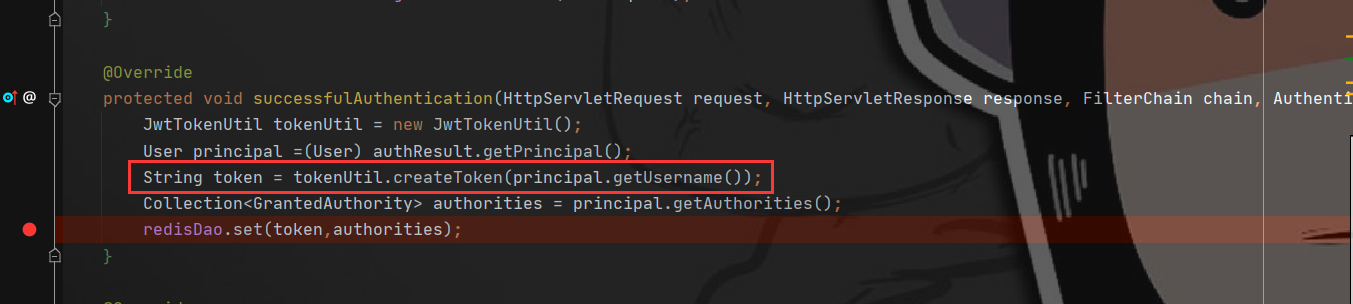 }
@Override
protected void successfulAuthentication(HttpServletRequest request, HttpServletResponse response, FilterChain chain, Authenti
JwtTokenUtil tokenUtil = new JwtTokenUtil();
User principal =(User) authResult.getPrincipal();
String token = tokenUtil.createToken(principal.getUsername());
Collection<GrantedAuthority> authorities = principal.getAuthorities();
redisDao.set(token,authorities);
}